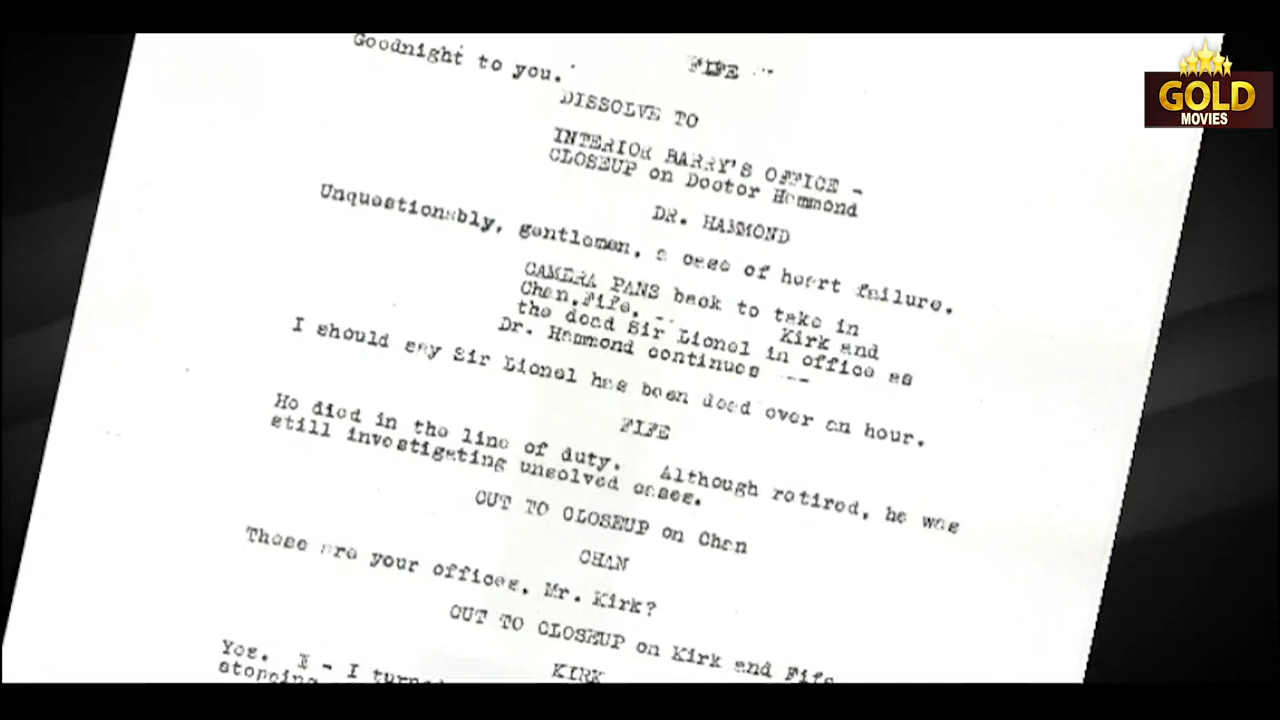 FIFE
Goodnight to you.
DISSOLVE TO
INTERIOR BARRY'S OFFICE -
CLOSEUP on Doctor Hammond
DR. HAMMOND
Unquestionably, gentlemen, a case of heart failure.
CAMERA PANS back to take in
Chan, Fife, -- Kirk and
the dead Sir Lionel in office as
Dr. Hammond continues ---
I should say Sir Lionel has been dead over an hour.
FIFE
He died in the line of duty. Although retired, he was
still investigating unsolved cases.
CUT TO CLOSEUP on Chan
CHAN
These are your offices, Mr. Kirk?
CUT TO CLOSEUP on Kirk and Fife
KIRK
Yes. I - I turned
stopping
GOLD
MOVIES